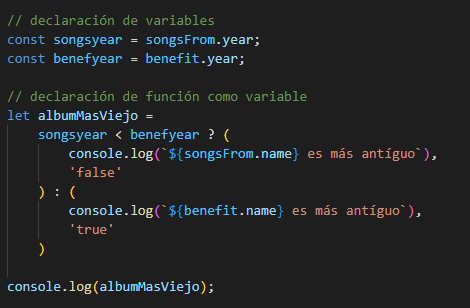 // declaración de variables
const songsyear = songsFrom.year;
const benefyear = benefit.year;
// declaración de función como variable
let albumMasViejo =
songsyear < benefyear ? (
console.log(`${songsFrom.name} es más antíguo`),
'false'
) : (
console.log(`${benefit.name} es más antíguo`),
'true'
)
console.log(albumMasViejo);